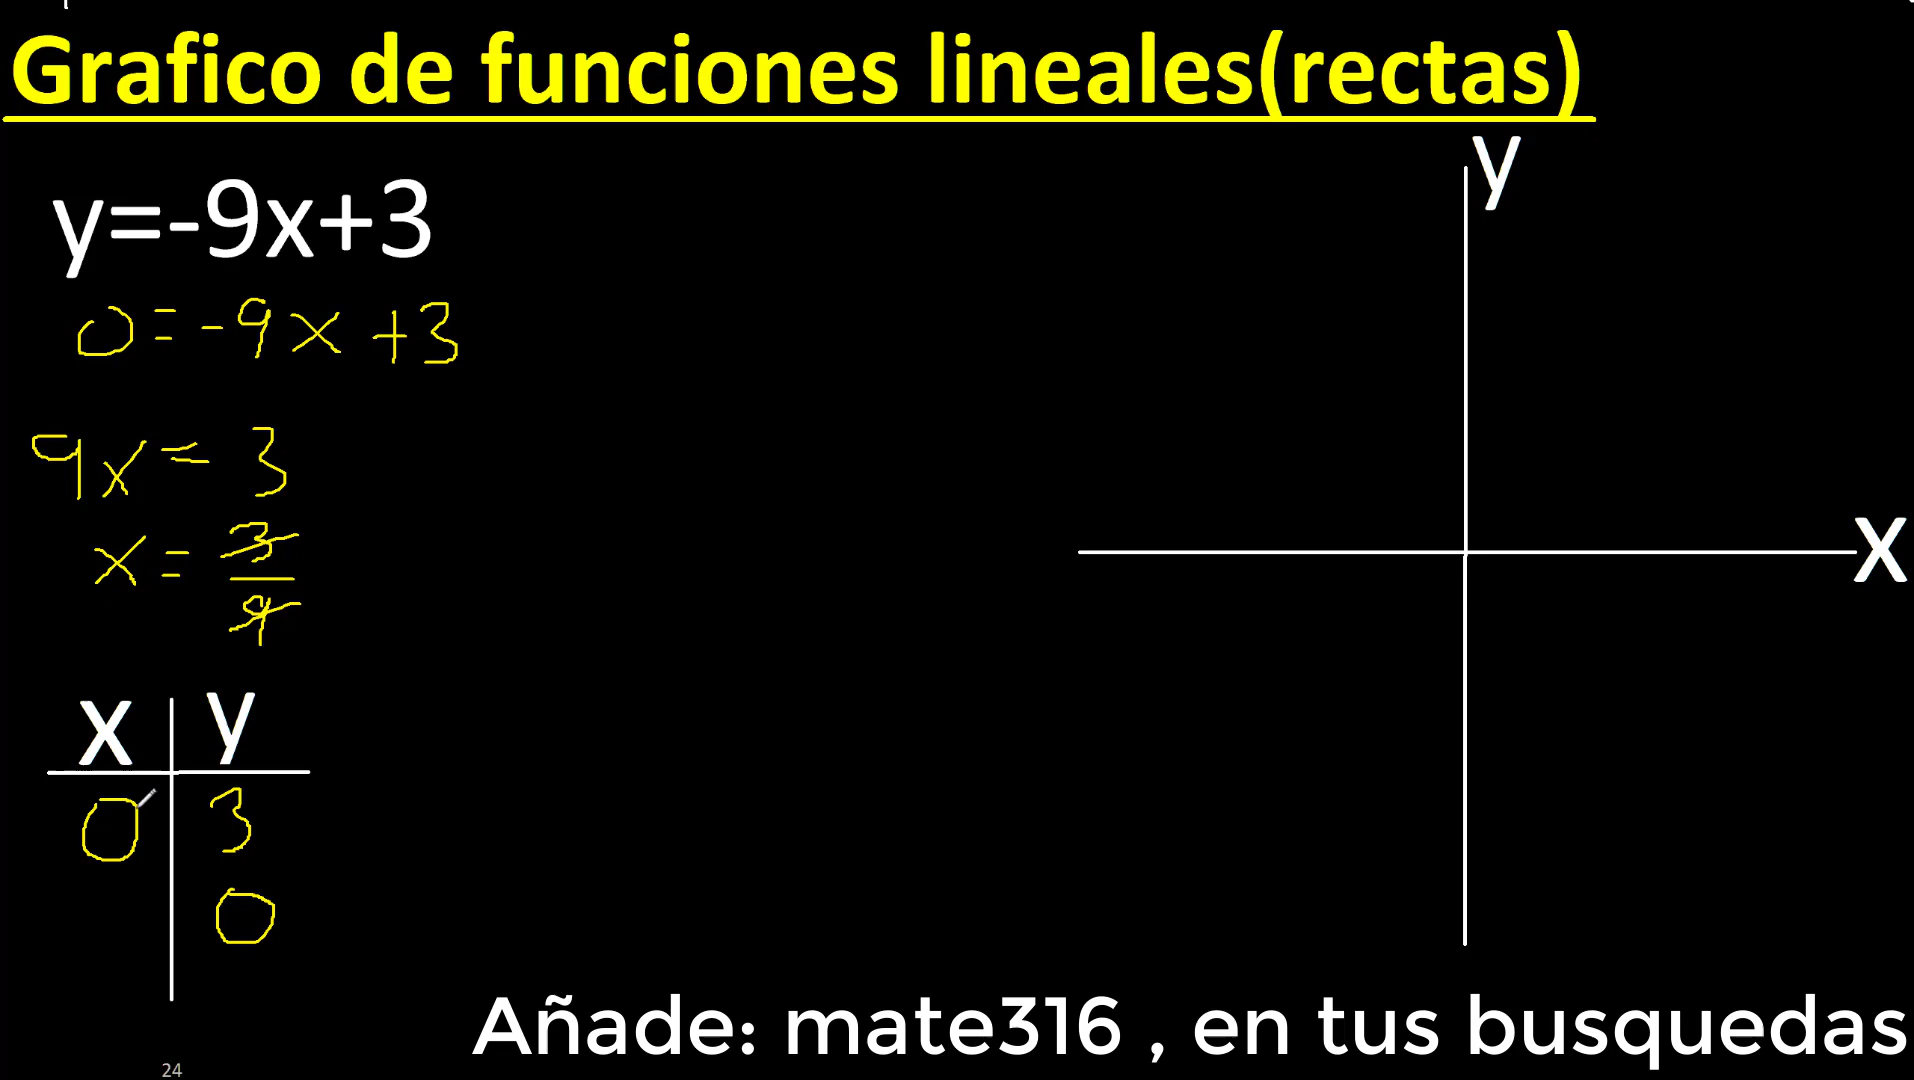 Grafico de funciones lineales(rectas)
y=-9x+3
0=-9x+3
9x=3
x=3/9
x y
0 3
0
y
x
Añade: mate316 , en tus busquedas
24